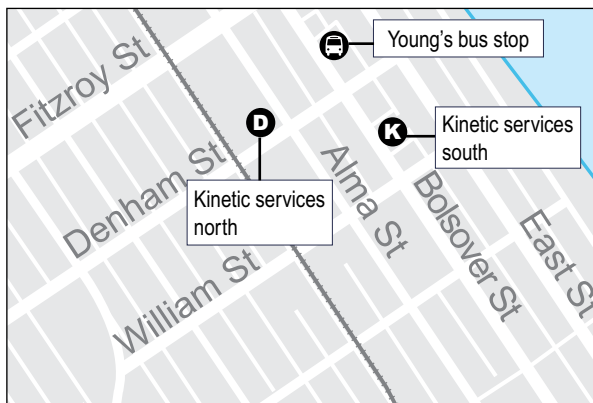 Young's bus stop
Fitzroy St
D
K
Kinetic services
south
Denham St
Kinetic services
north
Alma St
Bolsover St
East St
William St